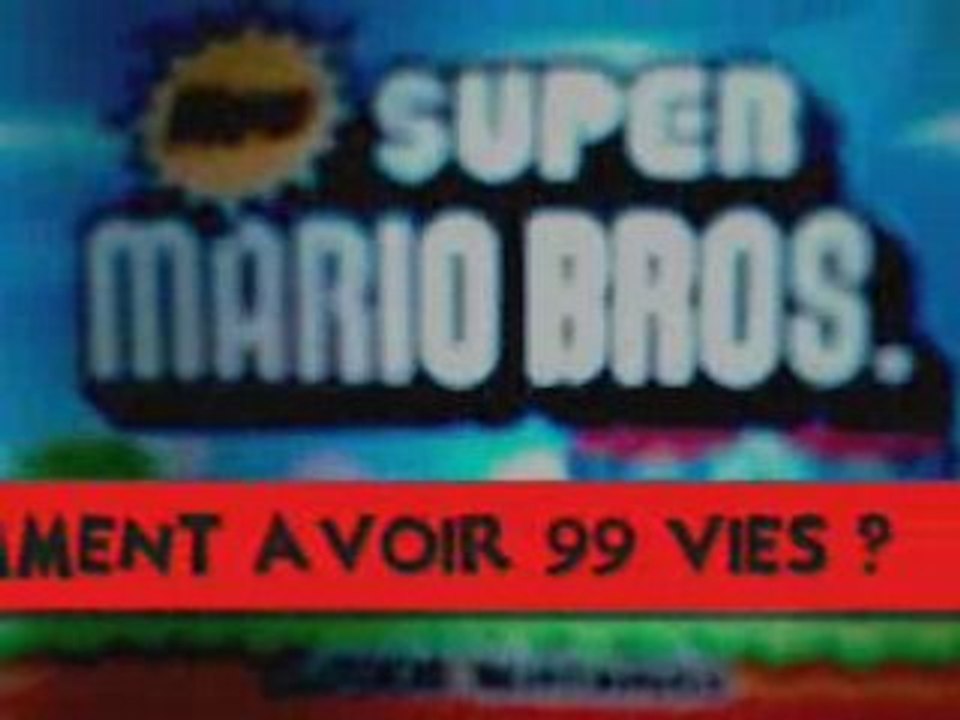 SUPER
MARIO BROS.
AMENT AVOIR 99 VIES ?